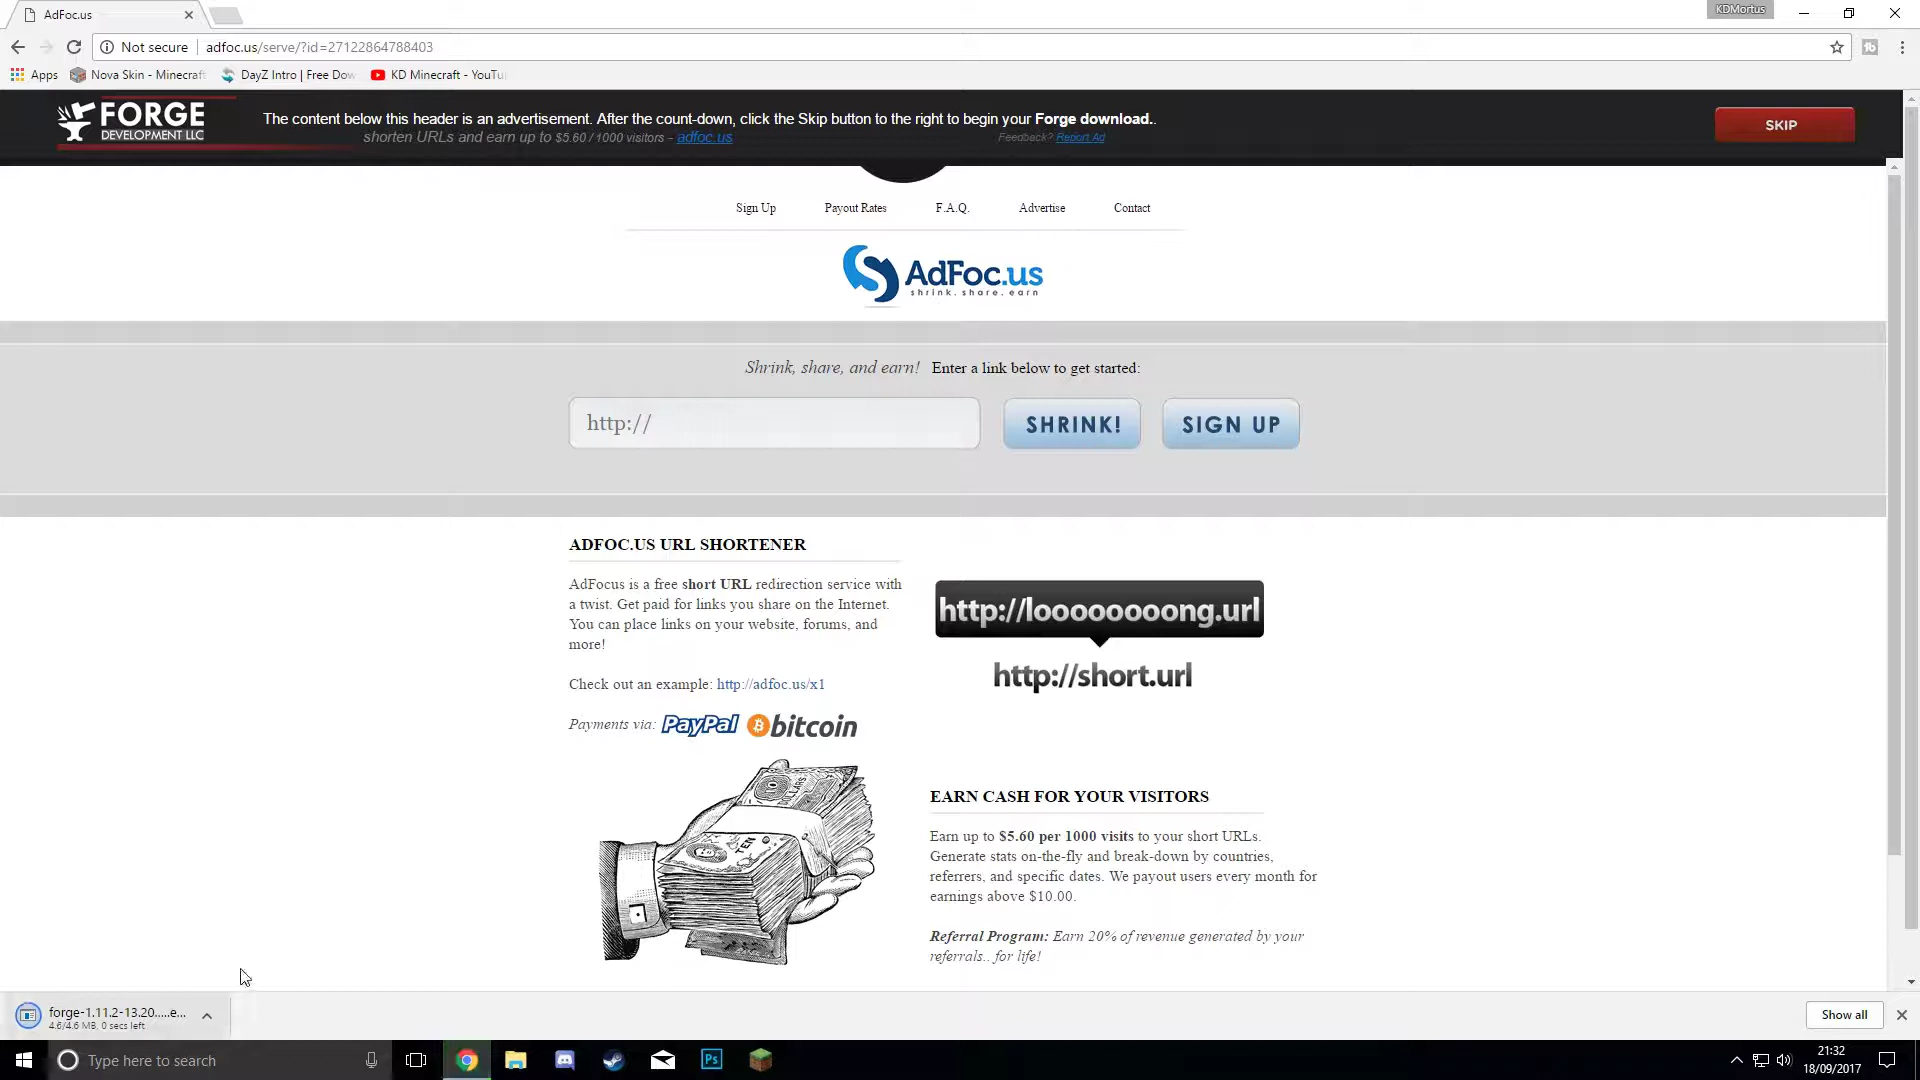 AdFoc.us
KDMortus
Not secure
adfoc.us/serve/?id=27122864788403
Apps
Nova Skin - Minecraf
DayZ Intro | Free Dow
KD Minecraft - YouTu
FORGE
DEVELOPMENT LLC
The content below this header is an advertisement. After the count-down, click the Skip button to the right to begin your Forge download..
shorten URLs and earn up to $5.60 / 1000 visitors - adfoc.us
Feedback? Report Ad
SKIP
Sign Up
Payout Rates
F.A.Q.
Advertise
Contact
AdFoc.us
shrink.share.earn
Shrink, share, and earn! Enter a link below to get started:
http://
SHRINK!
SIGN UP
ADFOC.US URL SHORTENER
AdFocus is a free short URL redirection service with
a twist. Get paid for links you share on the Internet.
You can place links on your website, forums, and
more!
Check out an example: http://adfoc.us/x1
Payments via: PayPal bitcoin
http://loooooooong.url
http://short.url
DOLLARS
TEN
EARN CASH FOR YOUR VISITORS
Earn up to $5.60 per 1000 visits to your short URLs.
Generate stats on-the-fly and break-down by countries,
referrers, and specific dates. We payout users every month for
earnings above $10.00.
Referral Program: Earn 20% of revenue generated by your
referrals.. for life!
forge-1.11.2-13.20.....e...
4.6/4.6 MB, 0 secs left
Show all
Type here to search
Ps
21:32
18/09/2017